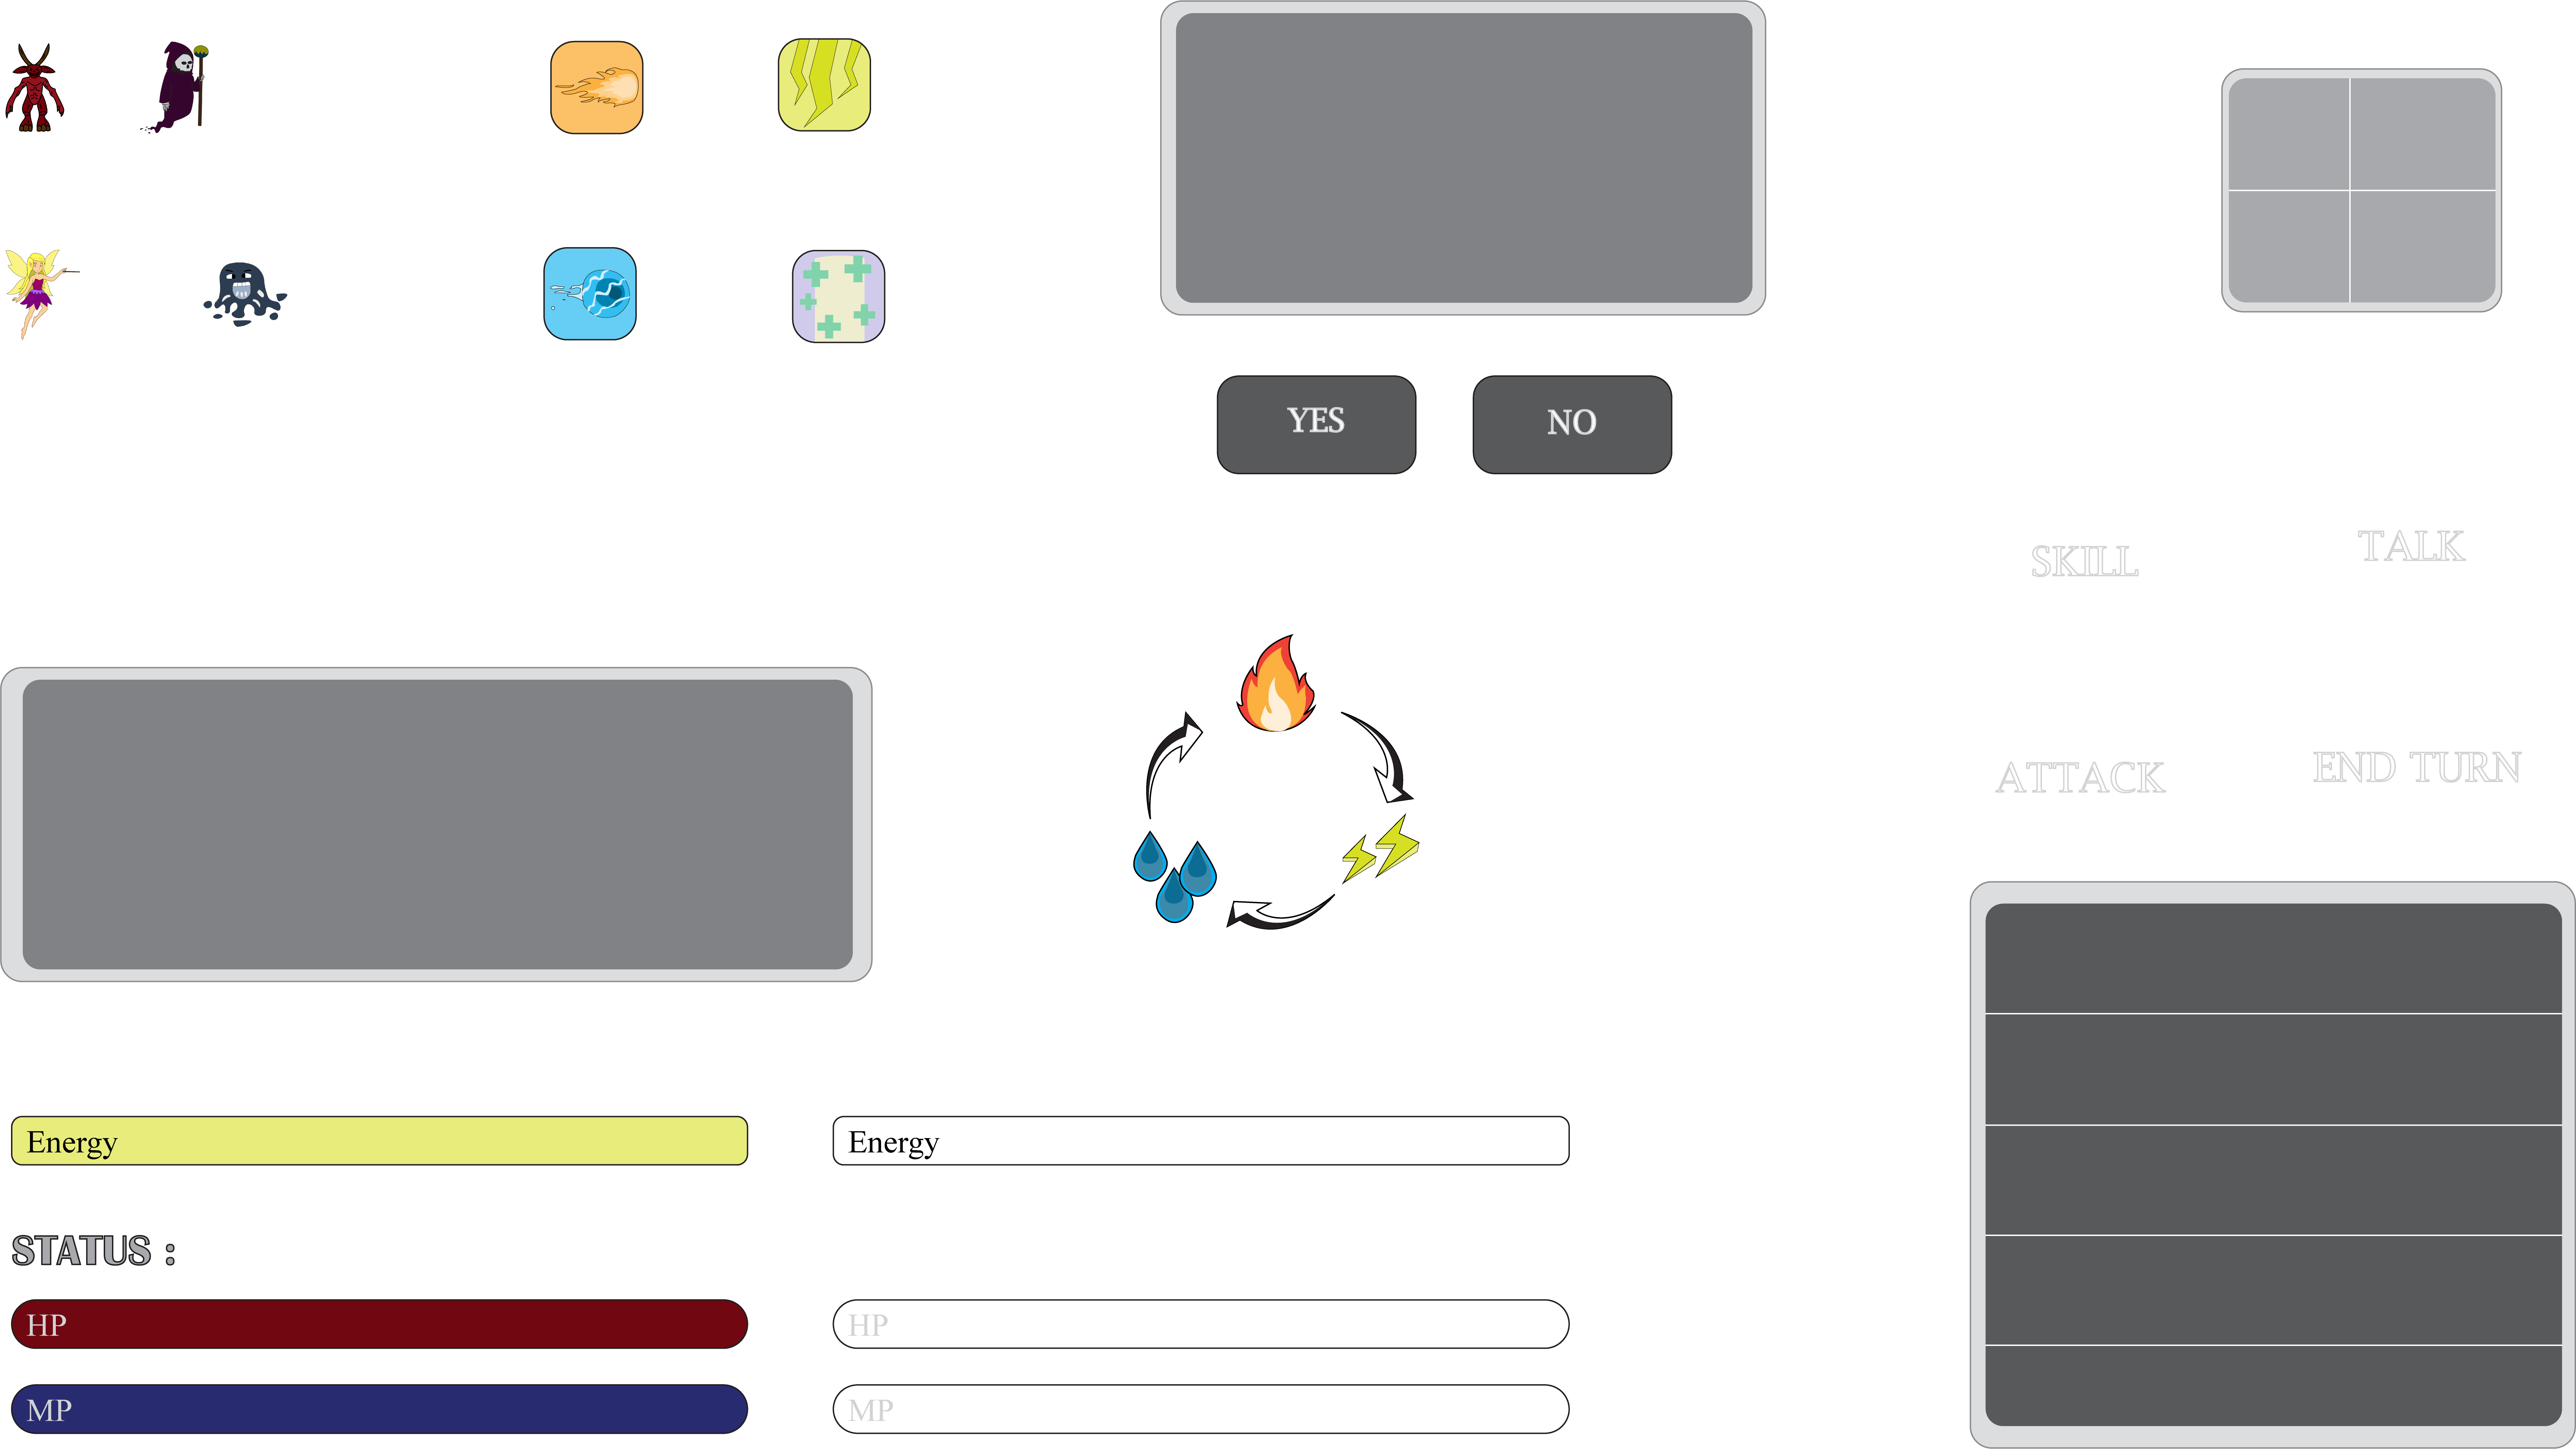 YES
NO
SKILL
TALK
ATTACK
END TURN
Energy
Energy
STATUS :
HP
HP
MP
MP